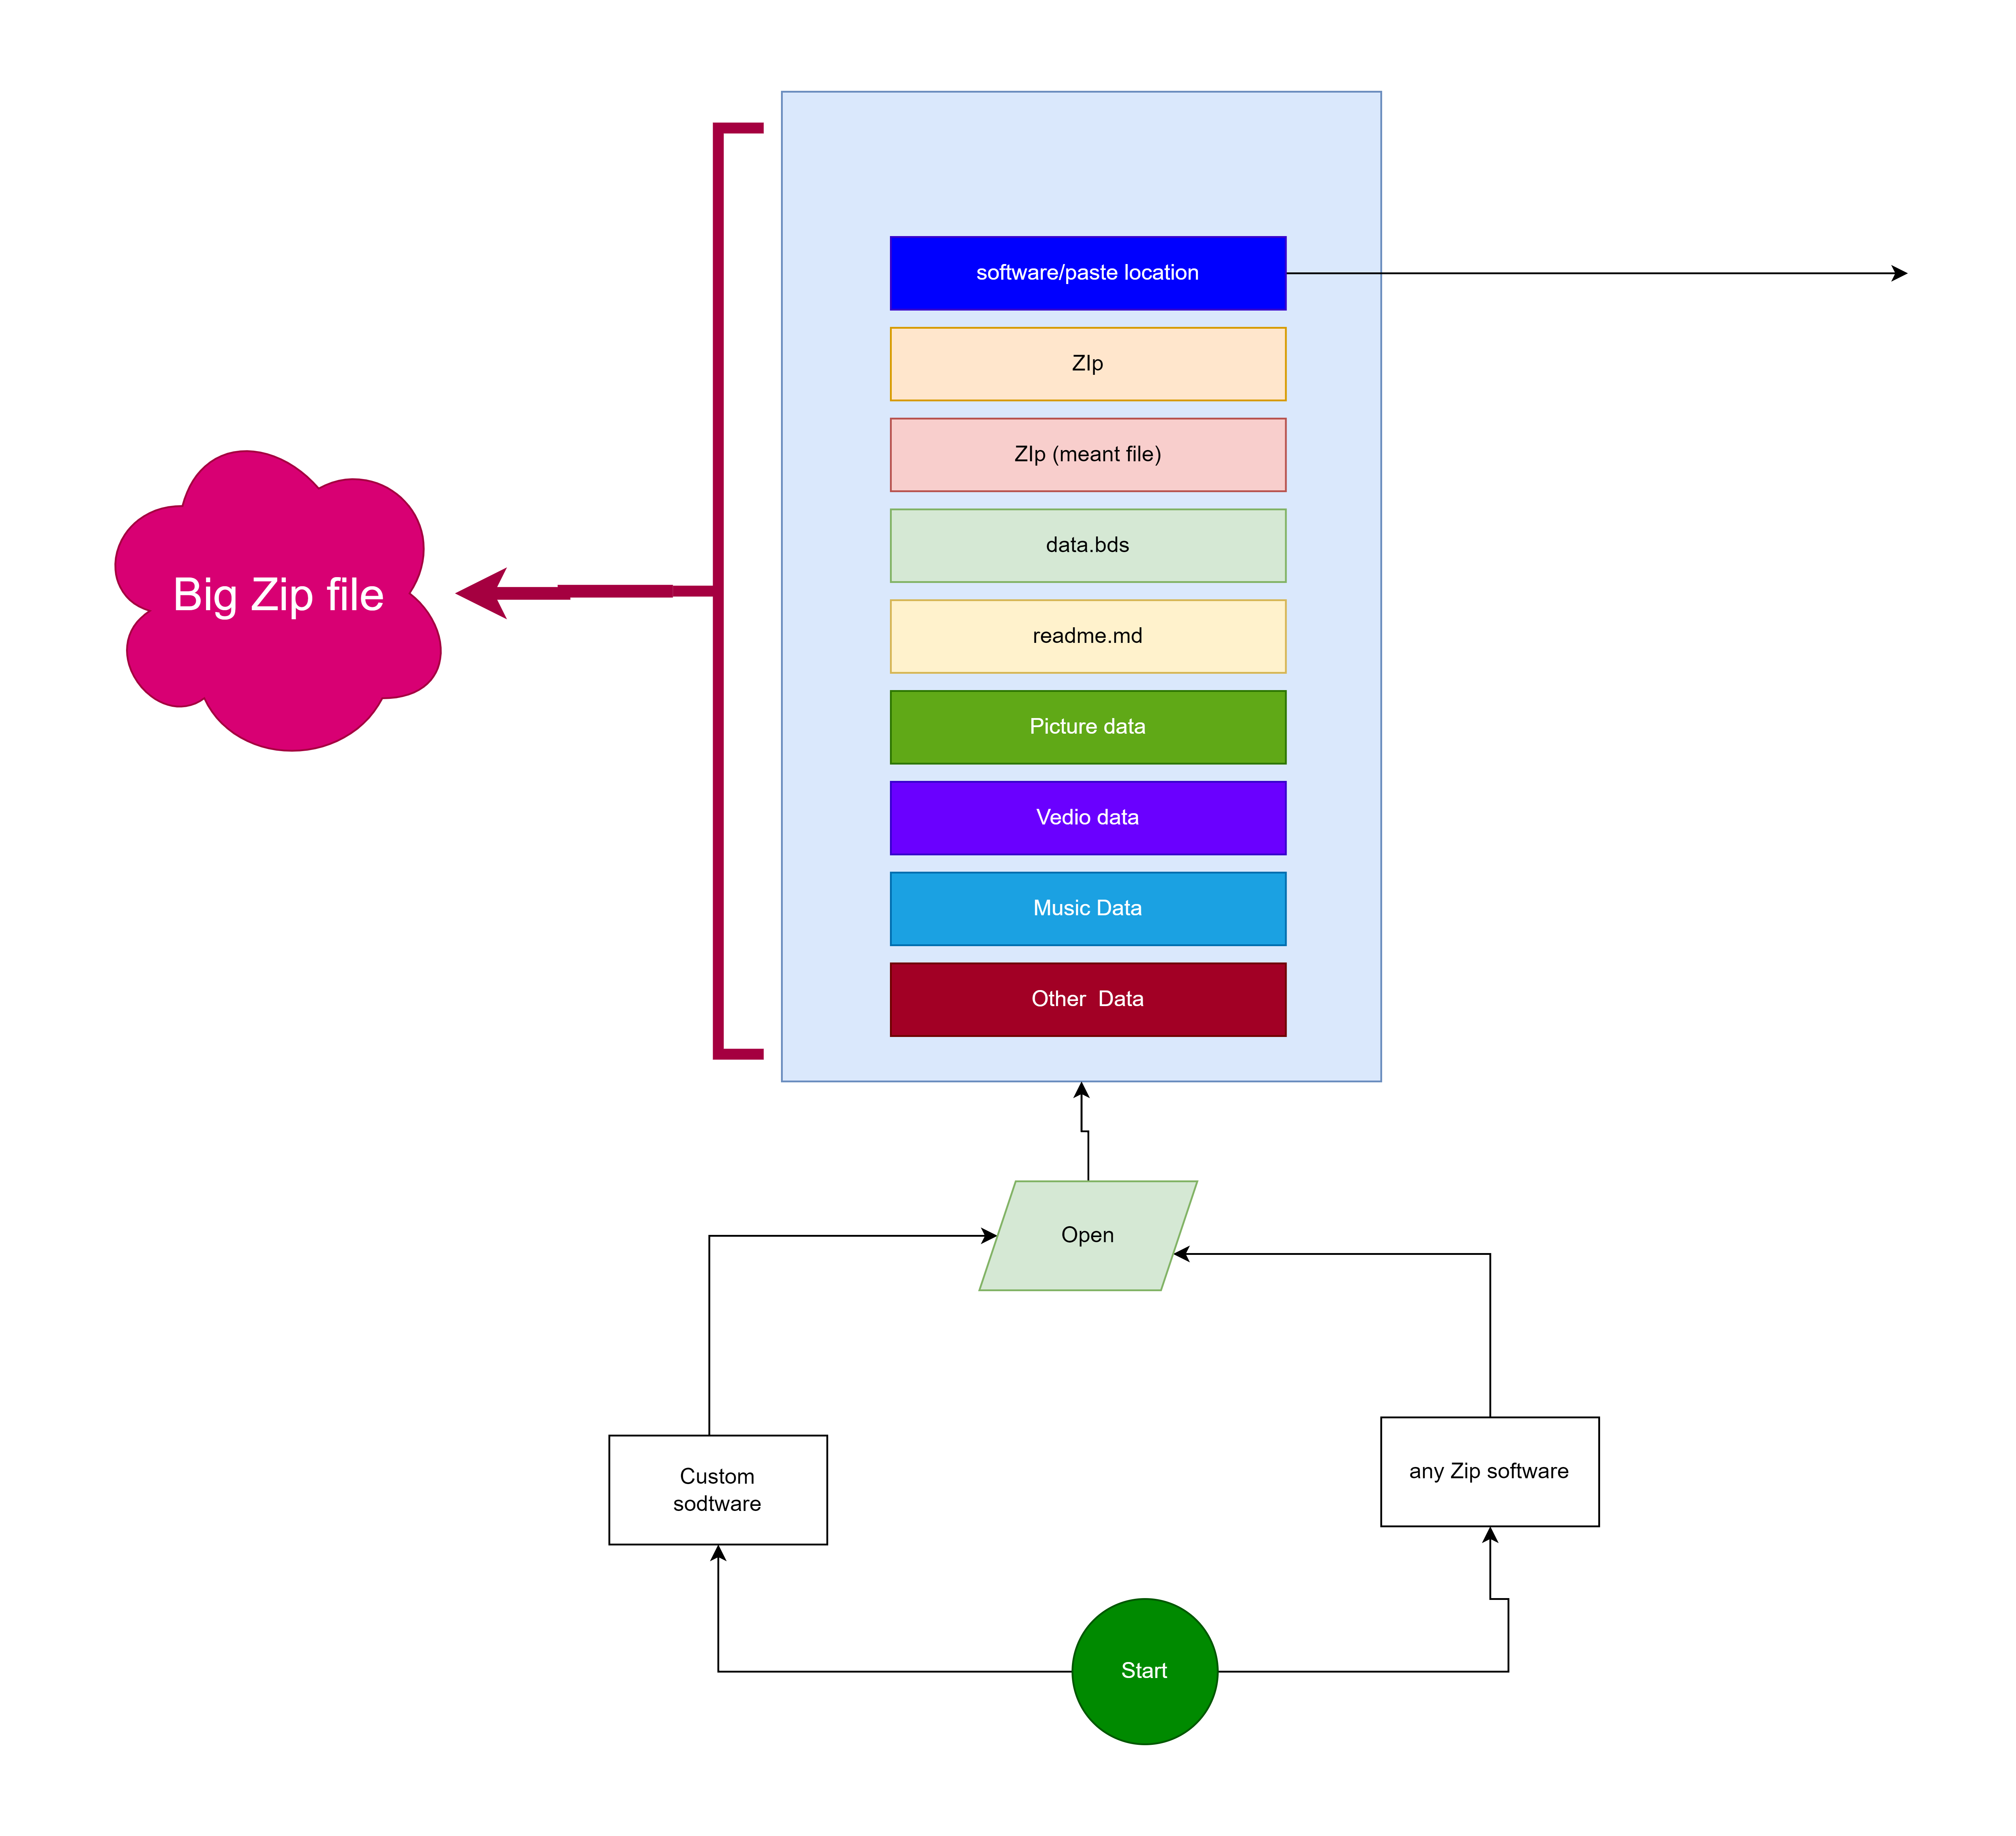 software/paste location
ZIp
ZIp (meant file)
data.bds
readme.md
Picture data
Vedio data
Music Data
Other  Data
Big Zip file
Open
Custom
sodtware
any Zip software
Start